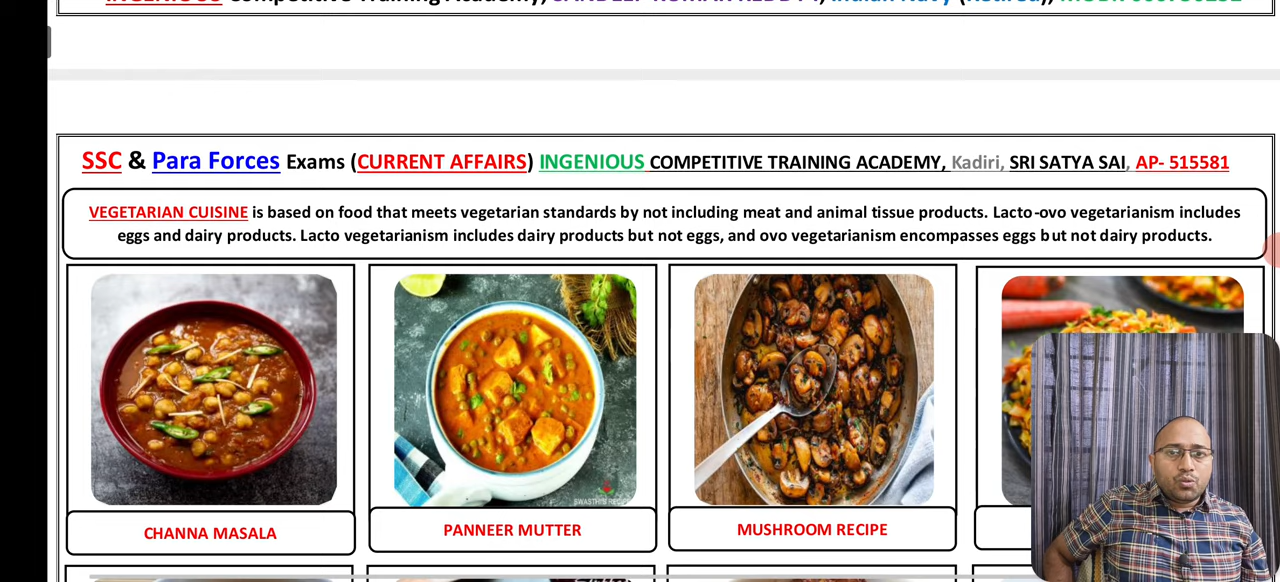 SSC & Para Forces Exams (CURRENT AFFAIRS) INGENIOUS COMPETITIVE TRAINING ACADEMY, Kadiri, SRI SATYA SAI, AP- 515581
VEGETARIAN CUISINE is based on food that meets vegetarian standards by not including meat and animal tissue products. Lacto-ovo vegetarianism includes
eggs and dairy products. Lacto vegetarianism includes dairy products but not eggs, and ovo vegetarianism encompasses eggs but not dairy products.
CHANNA MASALA
PANNEER MUTTER
MUSHROOM RECIPE